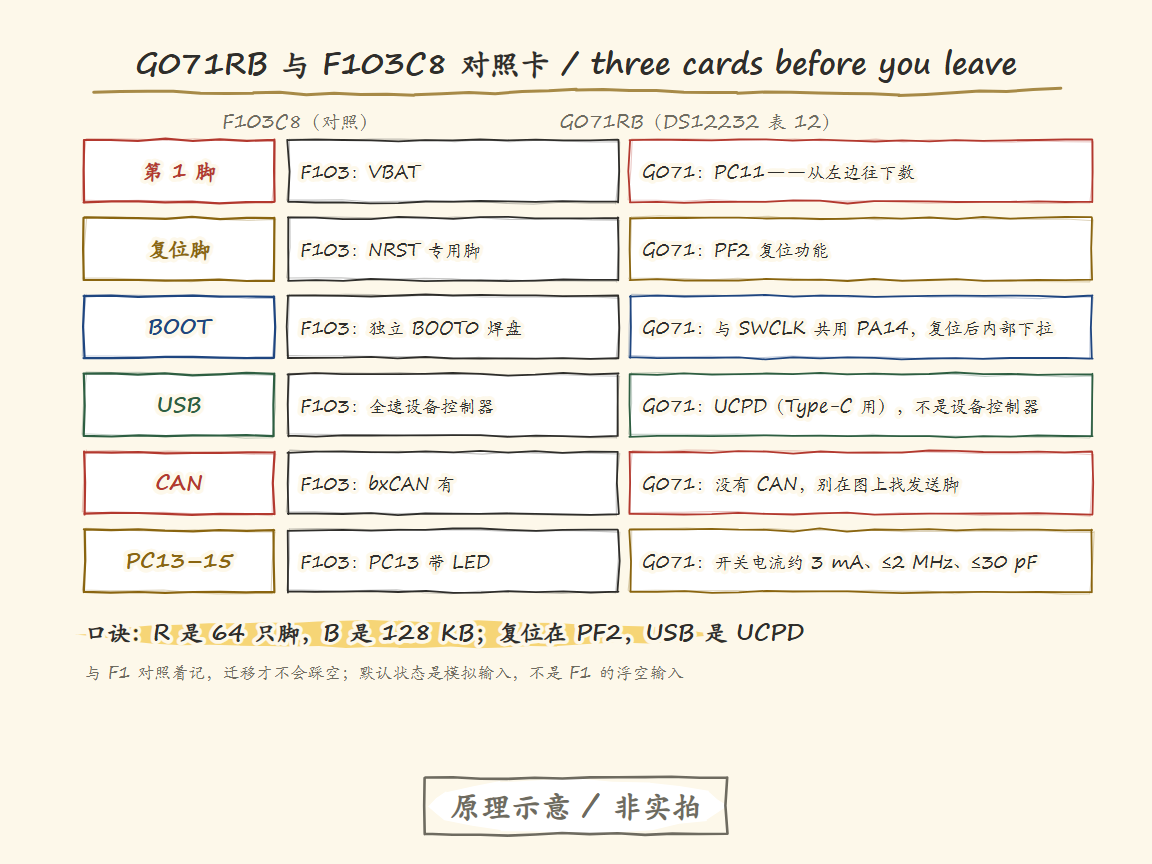 G071RB 与 F103C8 对照卡 / three cards before you leave
F103C8（对照） G071RB（DS12232 表 12）
第 1 脚 F103：VBAT G071：PC11——从左边往下数
复位脚 F103：NRST 专用脚 G071：PF2 复位功能
BOOT F103：独立 BOOT0 焊盘 G071：与 SWCLK 共用 PA14，复位后内部下拉
USB F103：全速设备控制器 G071：UCPD（Type-C 用），不是设备控制器
CAN F103：bxCAN 有 G071：没有 CAN，别在图上找发送脚
PC13–15 F103：PC13 带 LED G071：开关电流约 3 mA、≤2 MHz、≤30 pF
口诀：R 是 64 只脚，B 是 128 KB；复位在 PF2，USB 是 UCPD
与 F1 对照着记，迁移才不会踩空；默认状态是模拟输入，不是 F1 的浮空输入
原理示意 / 非实拍